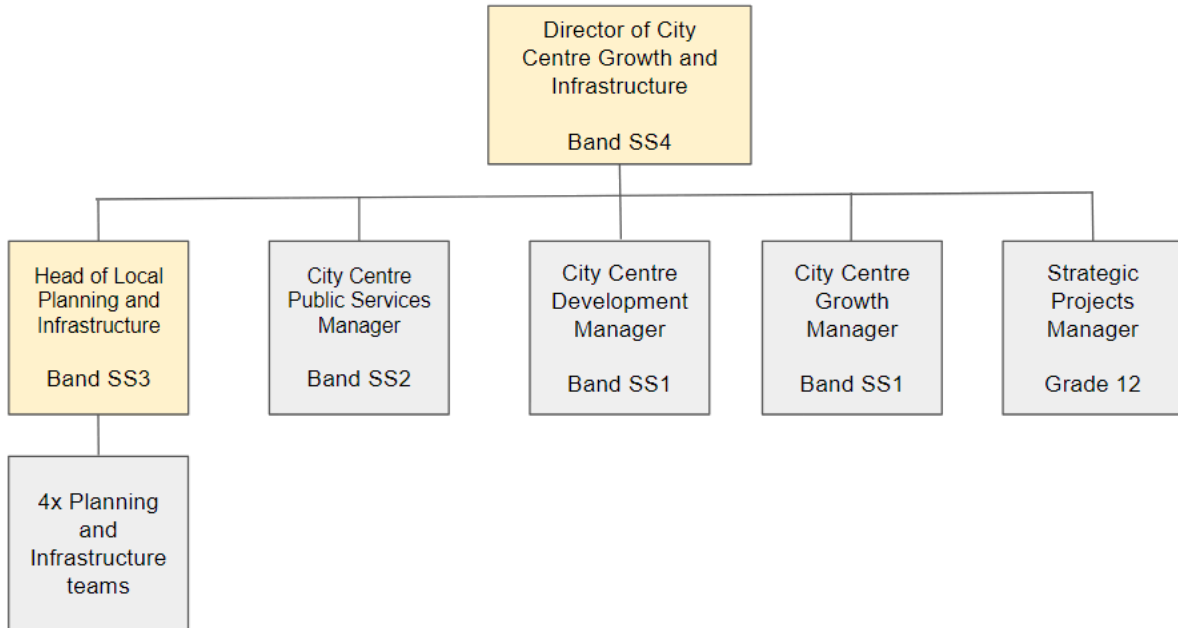 Director of City
Centre Growth and
Infrastructure
Band SS4
Head of Local
Planning and
Infrastructure
Band SS3
City Centre
Public Services
Manager
Band SS2
City Centre
Development
Manager
Band SS1
City Centre
Growth
Manager
Band SS1
Strategic
Projects
Manager
Grade 12
4x Planning
and
Infrastructure
teams